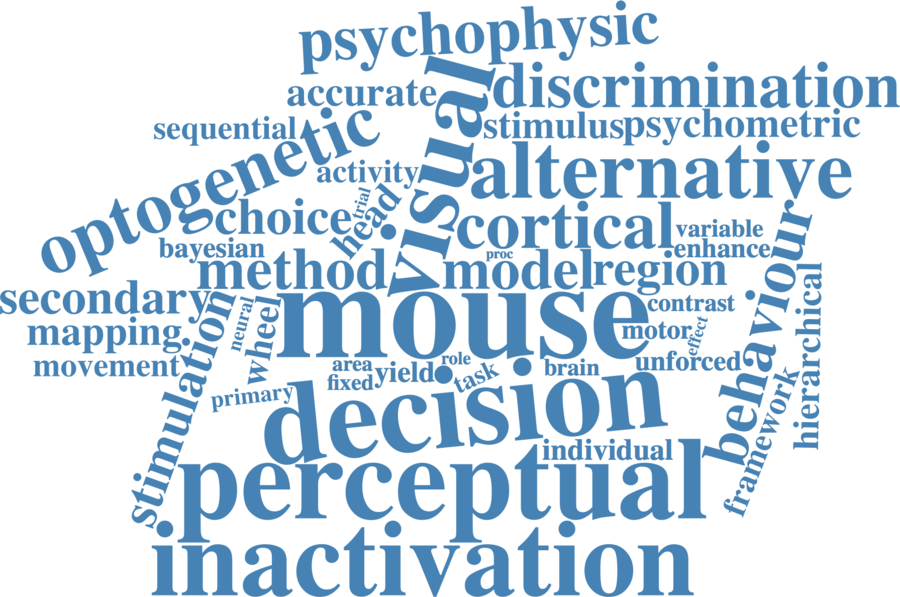 psychophysic
visual
discrimination
accurate
sequential
stimulus
psychometric
optogenetic
activity
alternative
trial
head
choice
cortical
variable
bayesian
proc
enhance
method
model
region
behaviour
secondary
mouse
contrast
hierarchical
mapping
stimulation
neural
wheel
motor
effect
movement
area
role
unforced
fixed
yield
task
brain
primary
decision
framework
individual
perceptual
inactivation